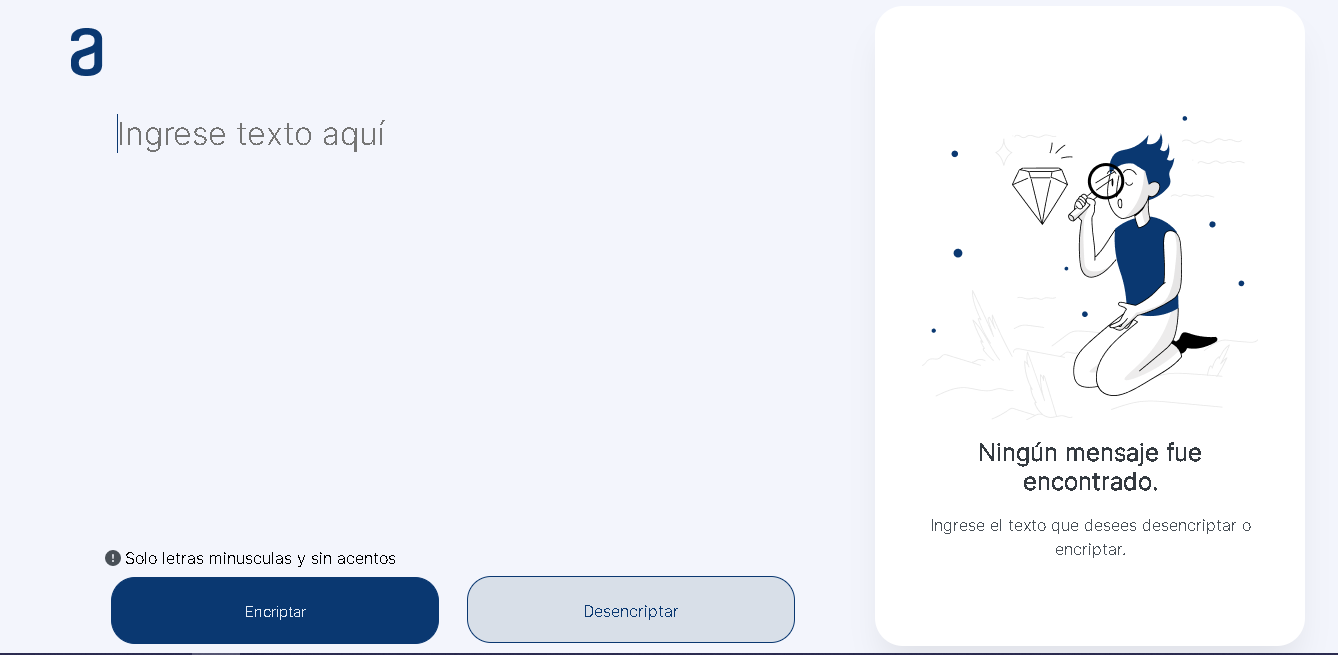 a
Ingrese texto aquí
Solo letras minusculas y sin acentos
Encriptar
Desencriptar
Ningún mensaje fue
encontrado.
Ingrese el texto que desees desencriptar o
encriptar.